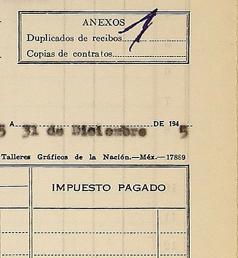 ANEXOS
Duplicados de recibos.......... 1
Copias de contratos..........
5 A 31 de Diciembre DE 194 5
Talleres Gráficos de la Nación.—Méx.—17869
IMPUESTO PAGADO